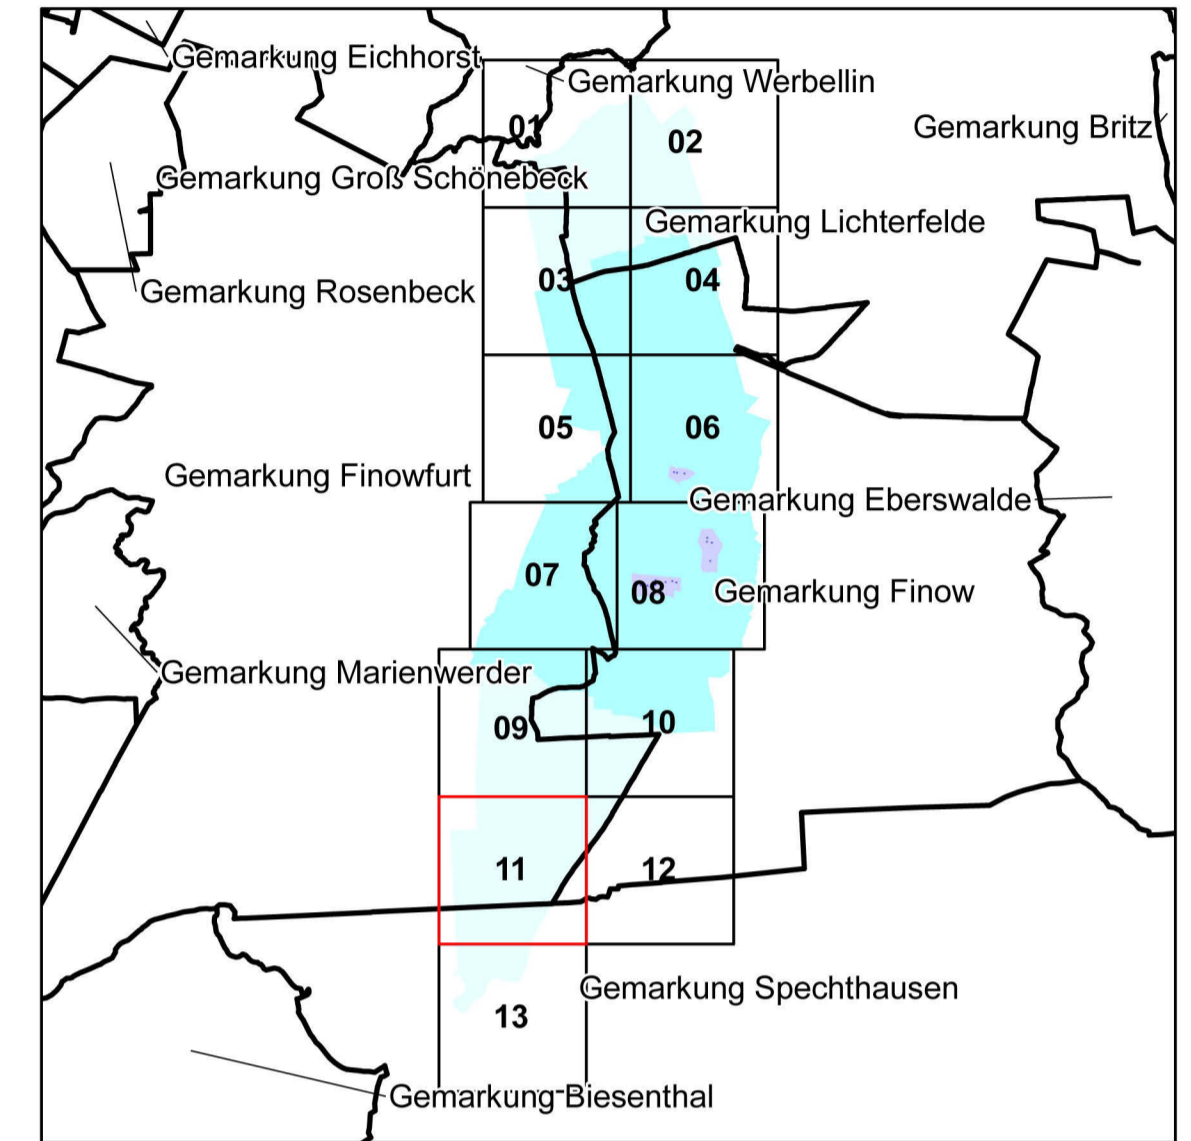 Gemarkung Eichhorst
Gemarkung Werbellin
01
02
Gemarkung Britz
Gemarkung Groß Schönebeck
Gemarkung Lichterfelde
03
04
Gemarkung Rosenbeck
05
06
Gemarkung Finowfurt
Gemarkung Eberswalde
07
08
Gemarkung Finow
Gemarkung Marienwerder
09
10
11
12
Gemarkung Spechthausen
13
Gemarkung Biesenthal